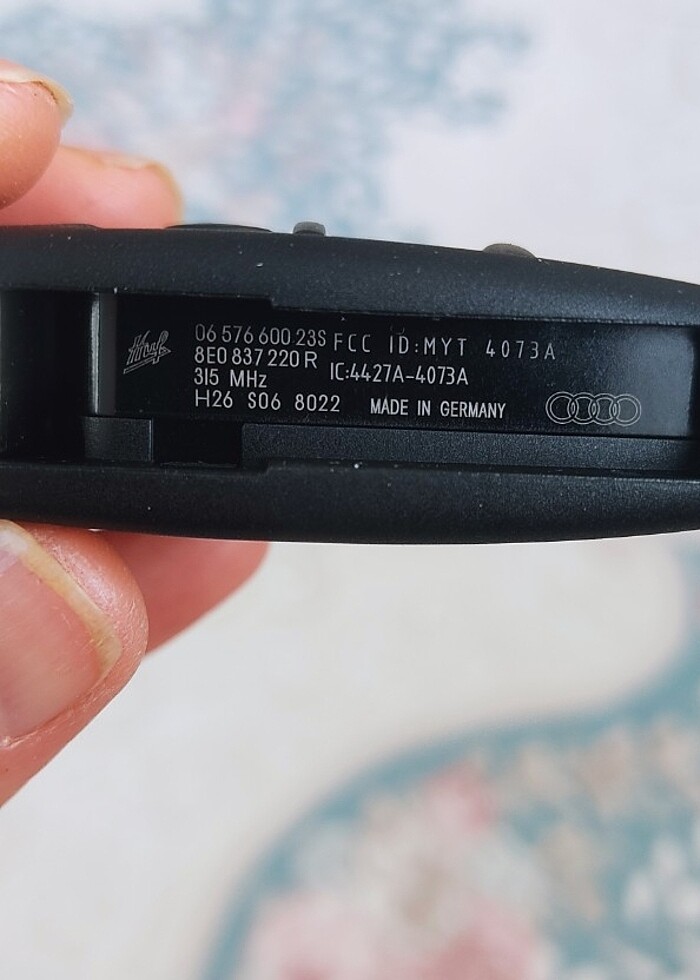 Huf
06 576 600 23S FCC ID:MYT 4073A
8E0 837 220 R
IC:4427A-4073A
315 MHz
H26 S06 8022 MADE IN GERMANY